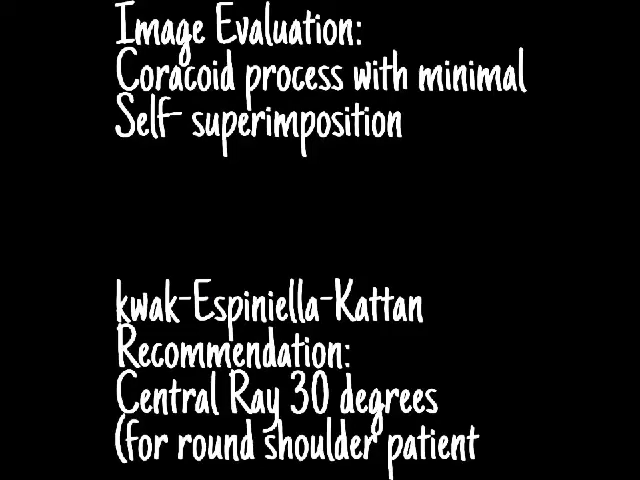 Image Evaluation:
Coracoid process with minimal
Self- superimposition
kwak-Espiniella-Kattan
Recommendation:
Central Ray 30 degrees
(for round shoulder patient